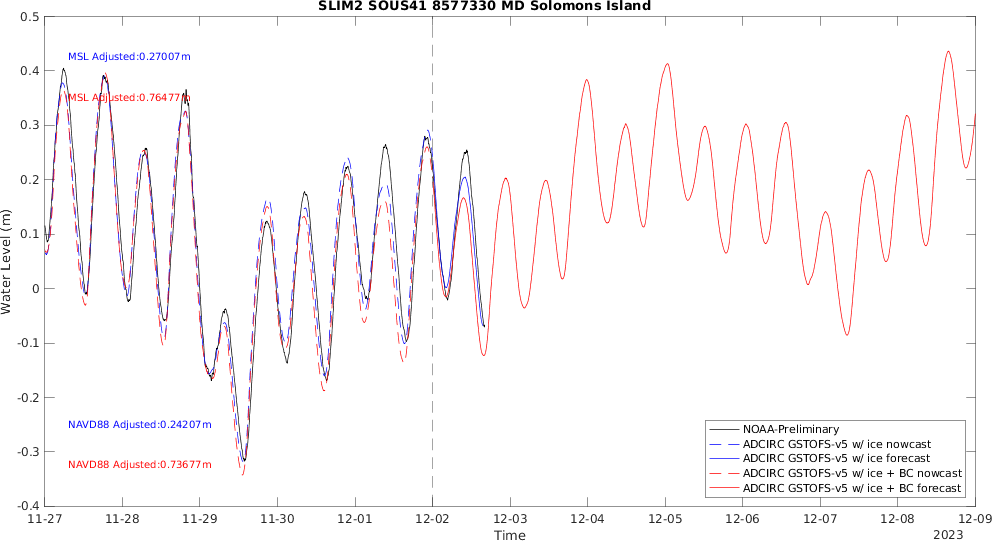 SLIM2 SOUS41 8577330 MD Solomons Island
0.5
0.4
0.3
0.2
0.1
0
-0.1
-0.2
-0.3
-0.4
Water Level (m)
MSL Adjusted:0.27007m
MSL Adjusted:0.76477m
NAVD88 Adjusted:0.24207m
NAVD88 Adjusted:0.73677m
NOAA-Preliminary
ADCIRC GSTOFS-v5 w/ ice nowcast
ADCIRC GSTOFS-v5 w/ ice forecast
ADCIRC GSTOFS-v5 w/ ice + BC nowcast
ADCIRC GSTOFS-v5 w/ ice + BC forecast
11-27 11-28 11-29 11-30 12-01 12-02 12-03 12-04 12-05 12-06 12-07 12-08 12-09
Time
2023